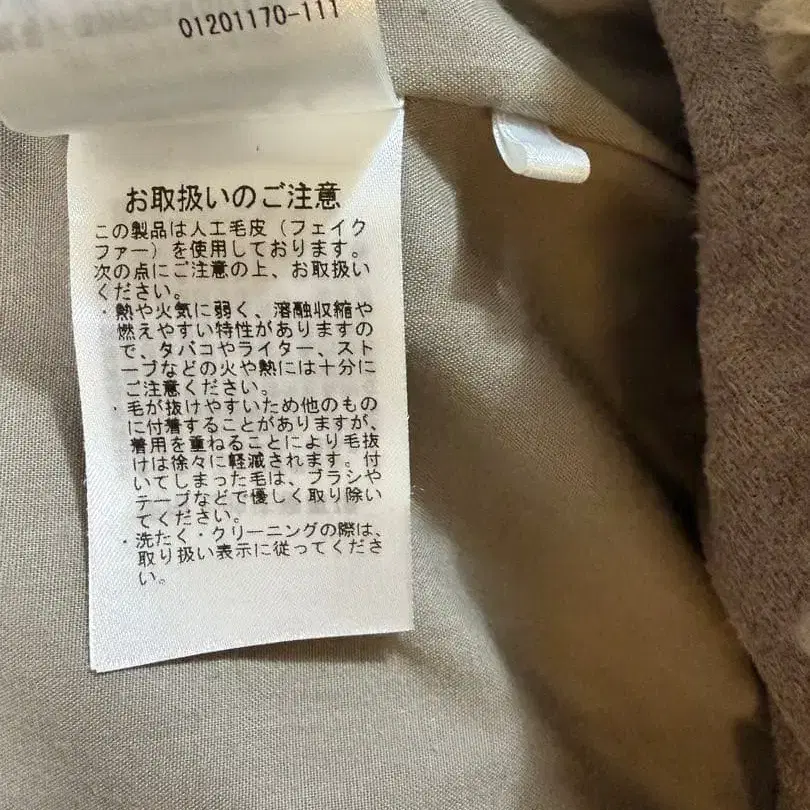 01201170-111
お取扱いのご注意
この製品は人工毛皮（フェイク
ファー）を使用しております。
次の点にご注意の上、お取扱い
ください。
・熱や火気に弱く、溶融収縮や
燃えやすい特性がありますの
で、タバコやライター、スト
ーブなどの火や熱には十分に
ご注意ください。
・毛が抜けやすいため他のもの
に付着することがありますが、
着用を重ねることにより毛抜
けは徐々に軽減されます。付
いてしまった毛は、ブラシや
テープなどで優しく取り除い
てください。
・洗たく・クリーニングの際は、
取り扱い表示に従ってくださ
い。